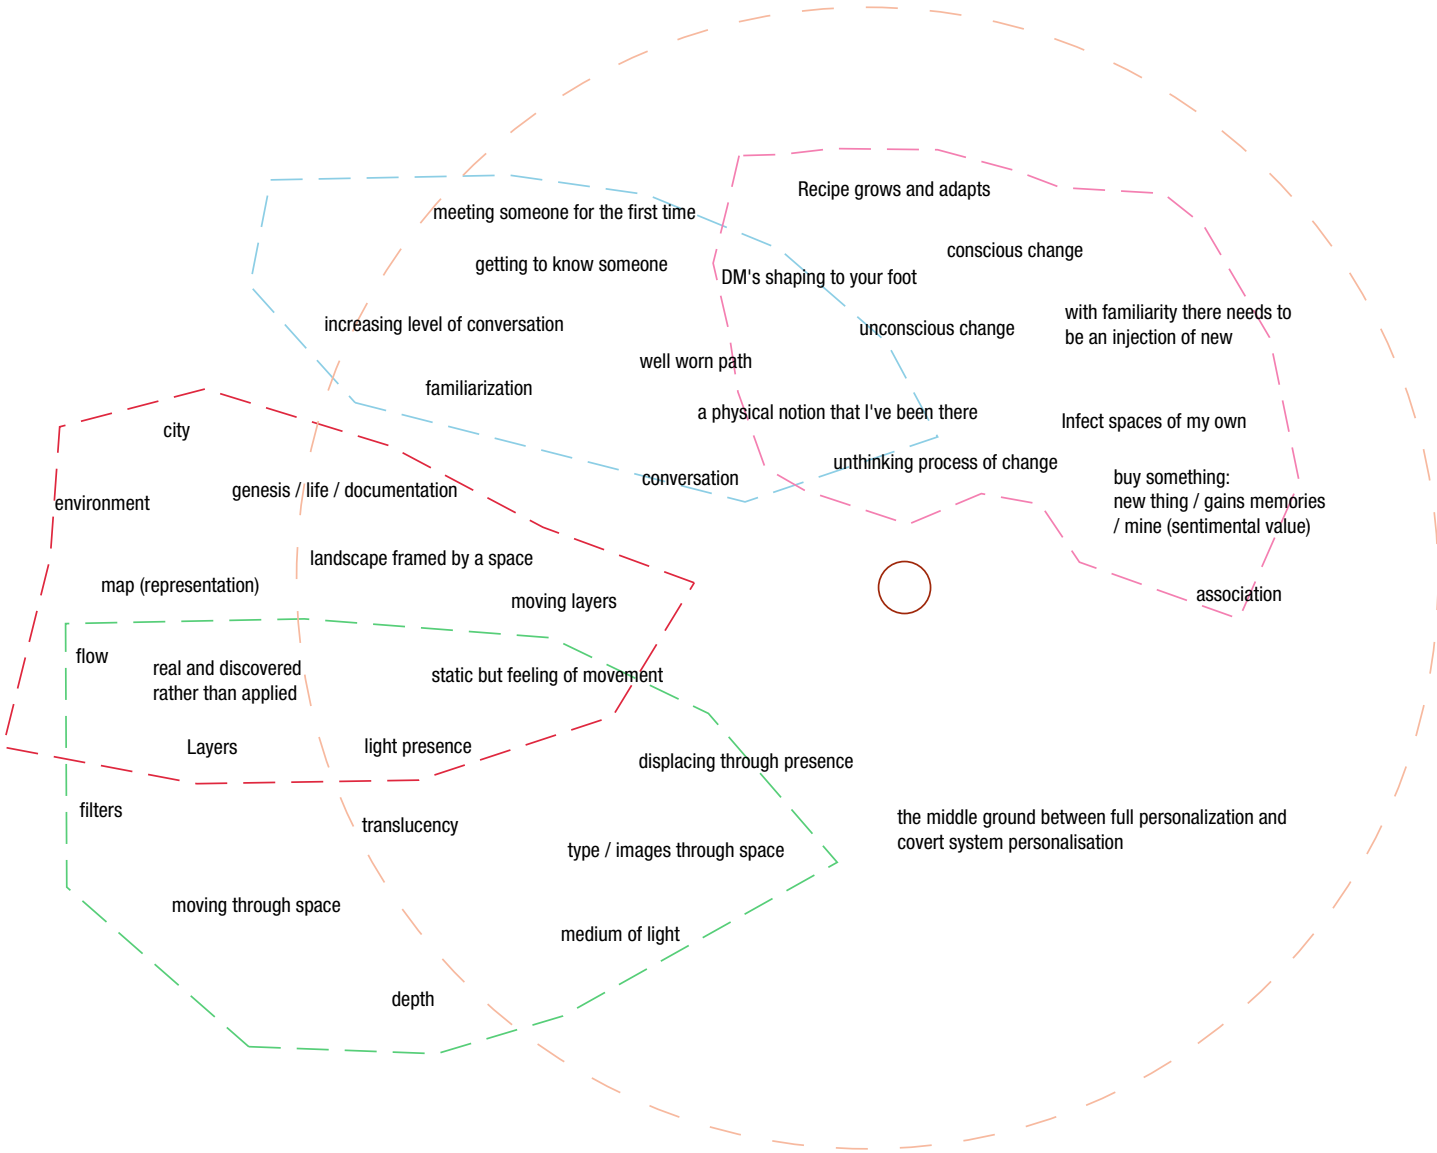 Recipe grows and adapts
meeting someone for the first time
conscious change
getting to know someone
DM's shaping to your foot
with familiarity there needs to
be an injection of new
increasing level of conversation
unconscious change
well worn path
familiarization
a physical notion that I've been there
Infect spaces of my own
city
unthinking process of change
conversation
buy something:
new thing / gains memories
/ mine (sentimental value)
genesis / life / documentation
environment
landscape framed by a space
map (representation)
association
moving layers
flow
real and discovered
rather than applied
static but feeling of movement
Layers
light presence
displacing through presence
filters
translucency
the middle ground between full personalization and
covert system personalisation
type / images through space
moving through space
medium of light
depth